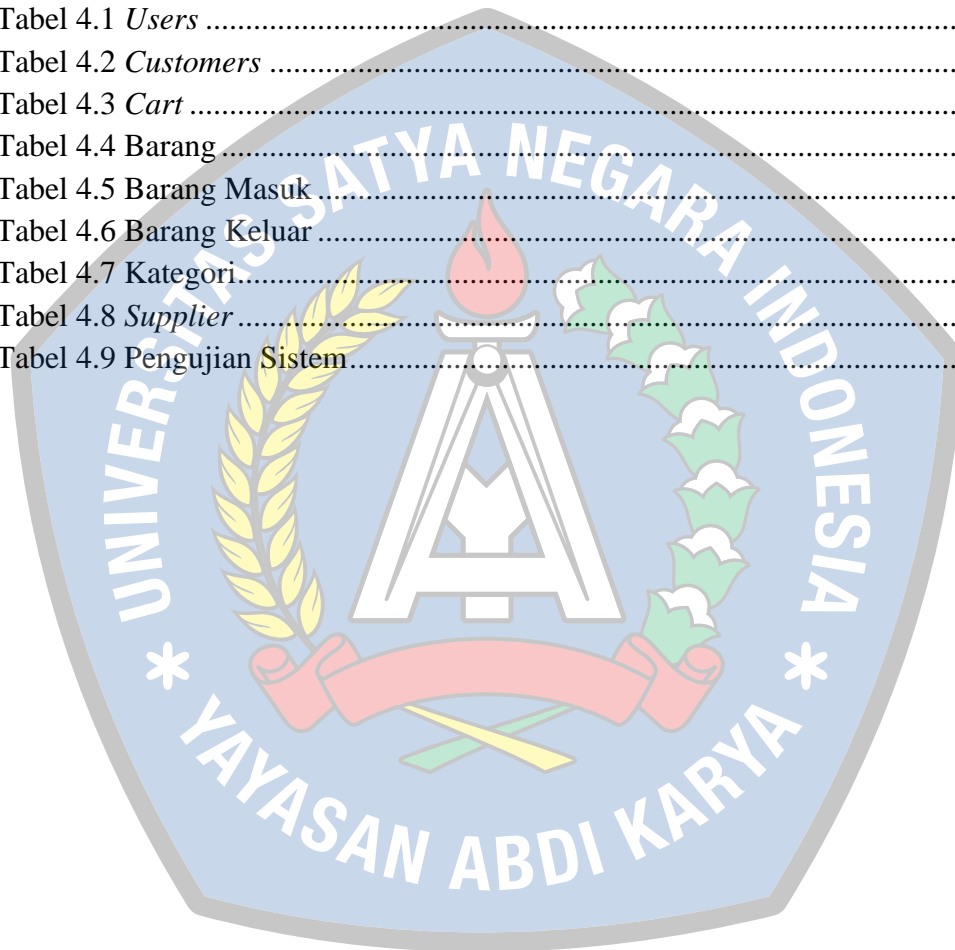 Tabel 4.1 Users ........................................................................................................
Tabel 4.2 Customers ................................................................................................
Tabel 4.3 Cart ..........................................................................................................
Tabel 4.4 Barang......................................................................................................
Tabel 4.5 Barang Masuk ..........................................................................................
Tabel 4.6 Barang Keluar ..........................................................................................
Tabel 4.7 Kategori....................................................................................................
Tabel 4.8 Supplier ....................................................................................................
Tabel 4.9 Pengujian Sistem......................................................................................
UNIVERSITAS SATYA NEGARA INDONESIA
* YAYASAN ABDI KARYA *